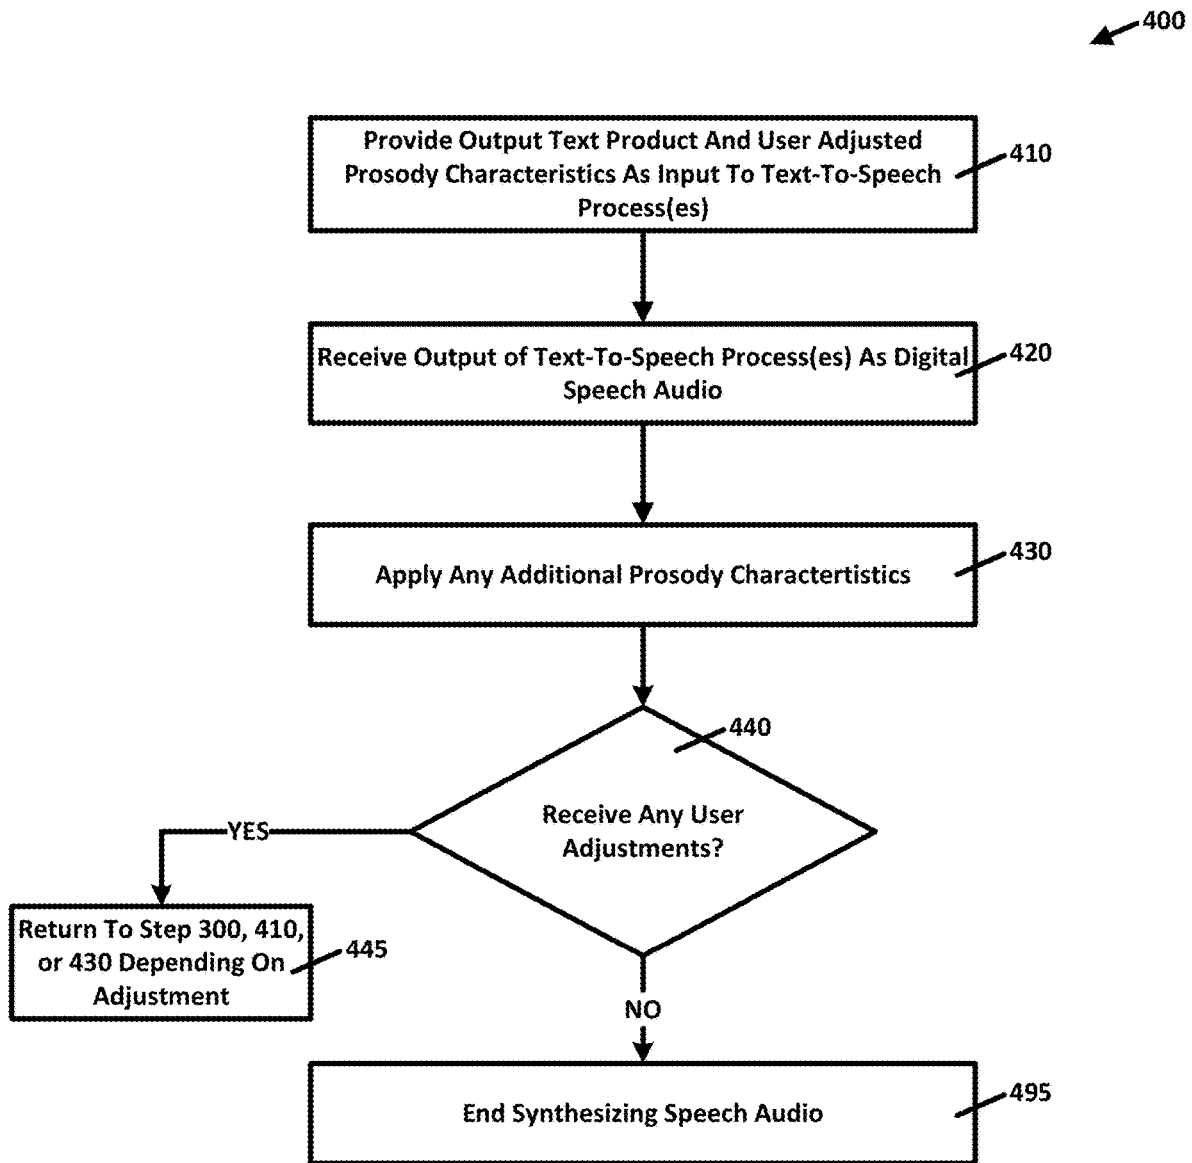 400
Provide Output Text Product And User Adjusted
Prosody Characteristics As Input To Text-To-Speech
Process(es)
410
Receive Output of Text-To-Speech Process(es) As Digital
Speech Audio
420
Apply Any Additional Prosody Charactertistics
430
440
Receive Any User
Adjustments?
YES
Return To Step 300, 410,
or 430 Depending On
Adjustment
445
NO
End Synthesizing Speech Audio
495